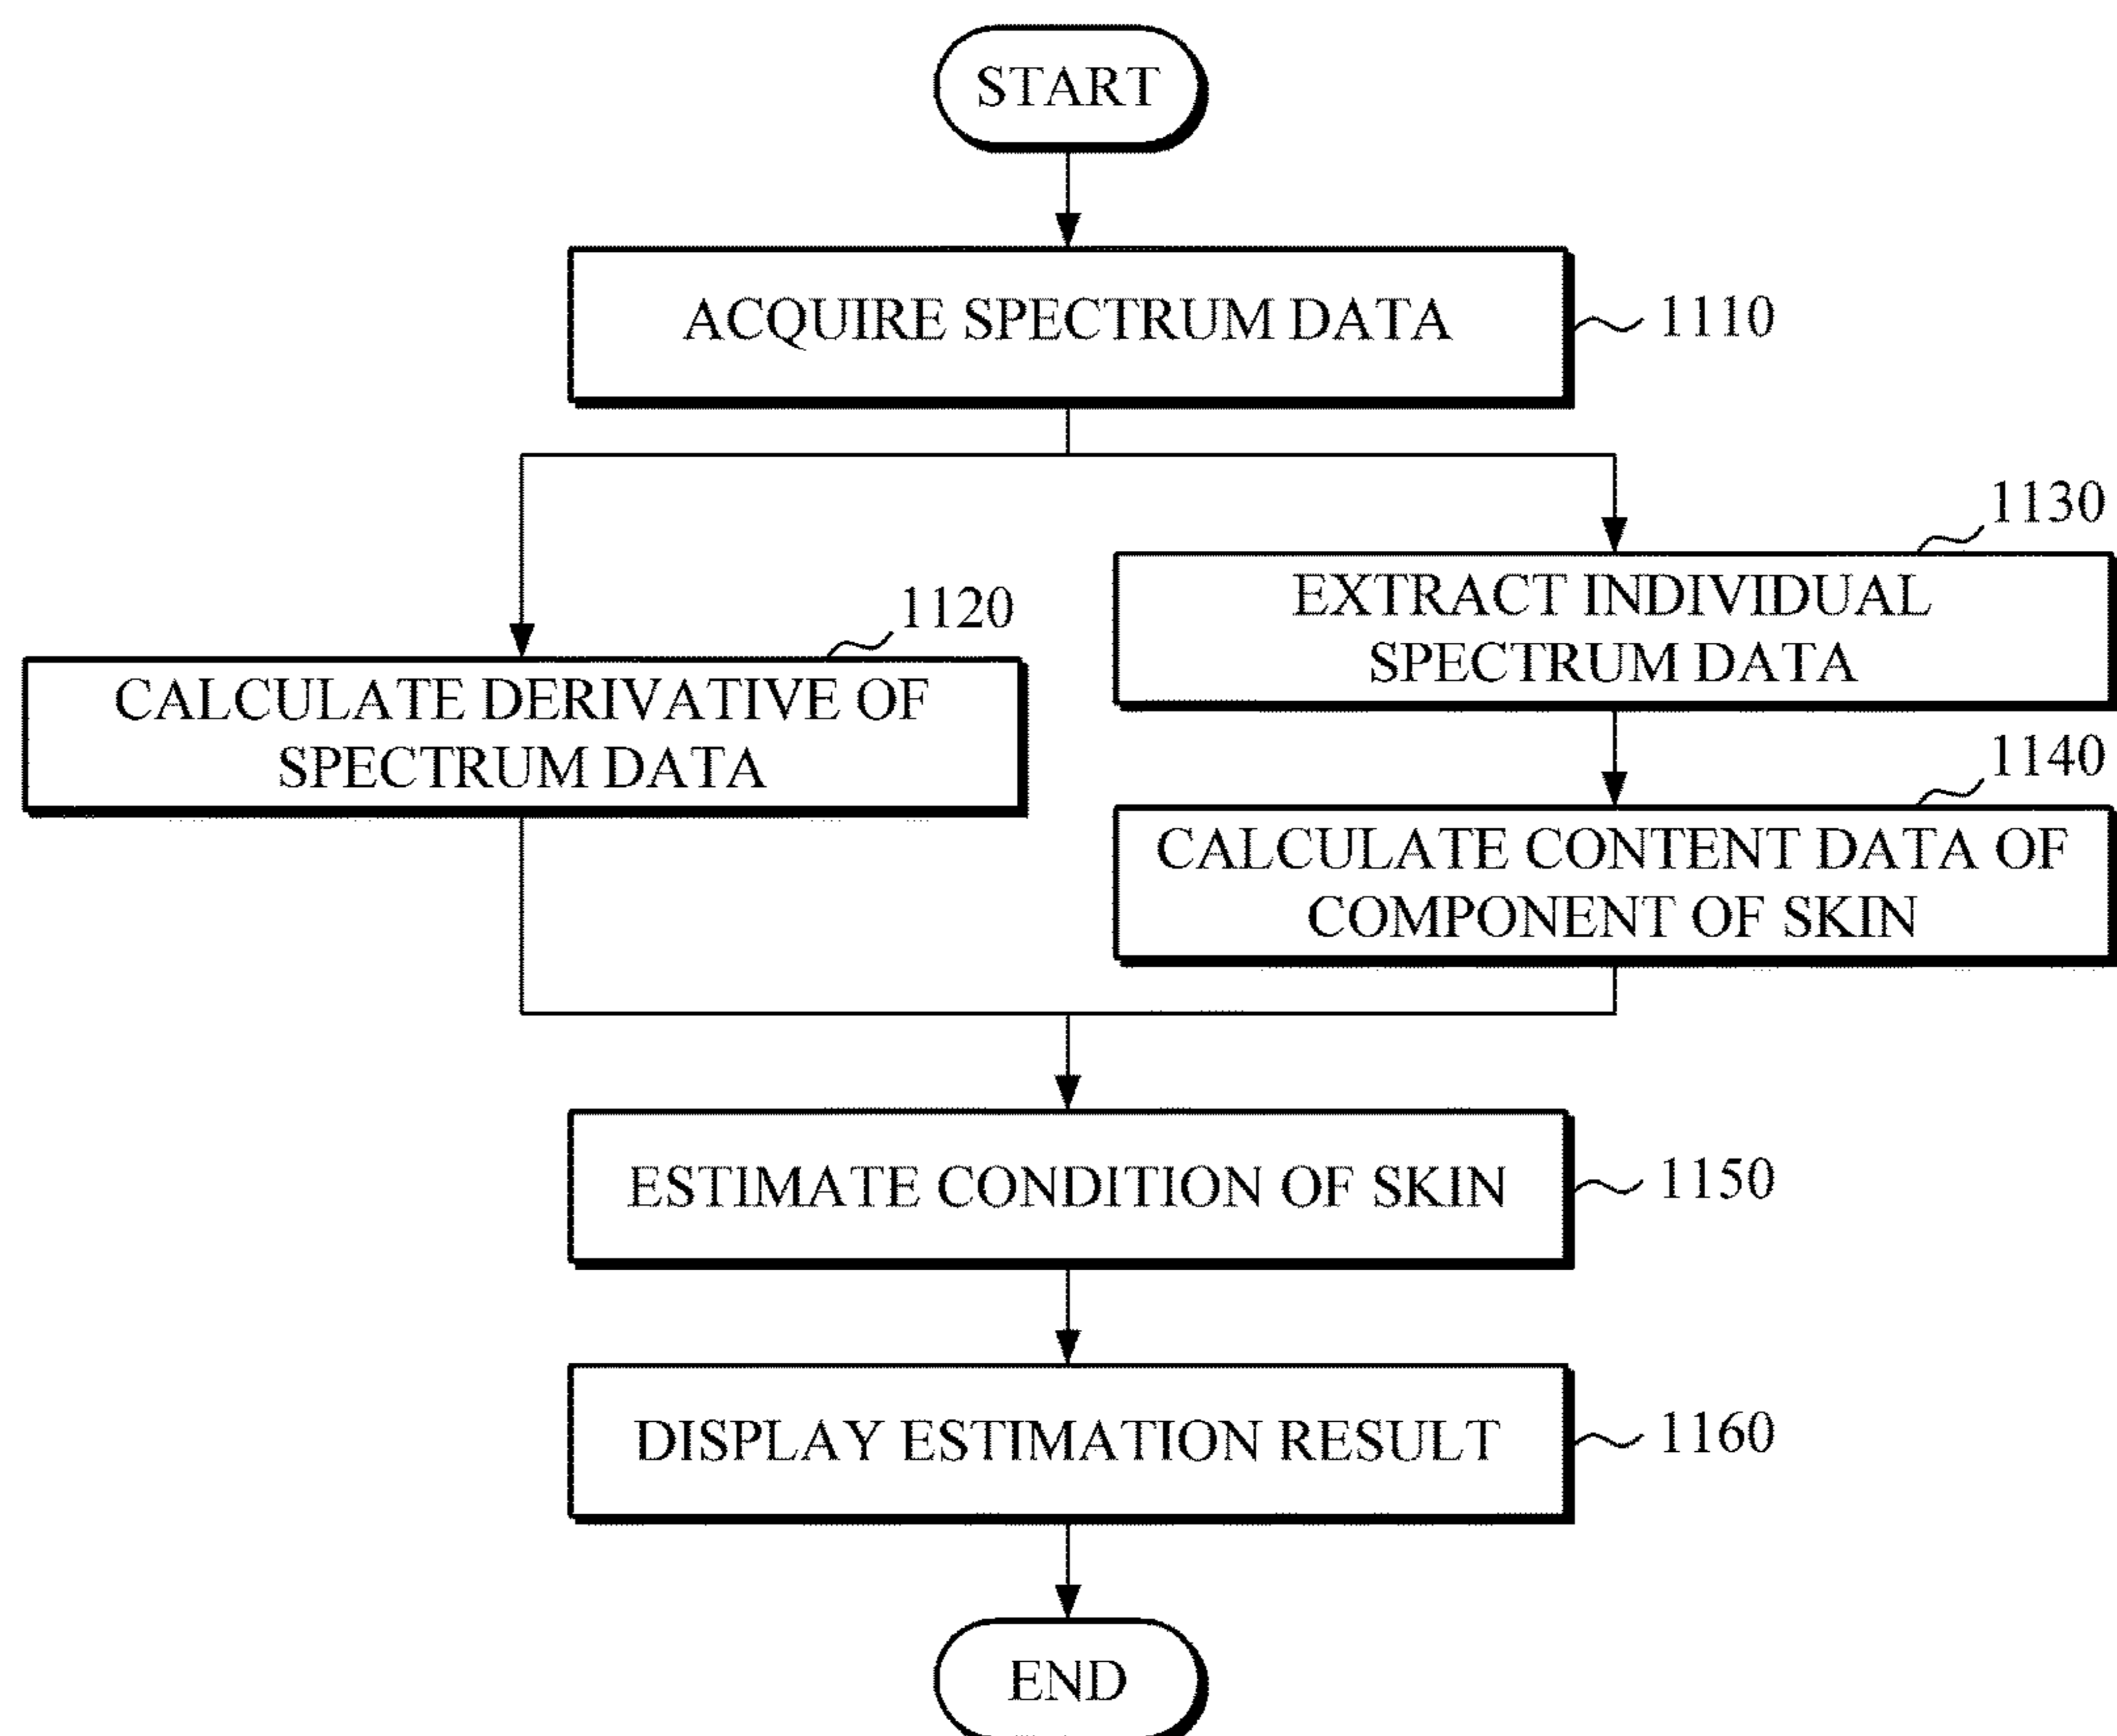 START
ACQUIRE SPECTRUM DATA
1110
1130
EXTRACT INDIVIDUAL
SPECTRUM DATA
1120
CALCULATE DERIVATIVE OF
SPECTRUM DATA
1140
CALCULATE CONTENT DATA OF
COMPONENT OF SKIN
ESTIMATE CONDITION OF SKIN
1150
DISPLAY ESTIMATION RESULT
1160
END